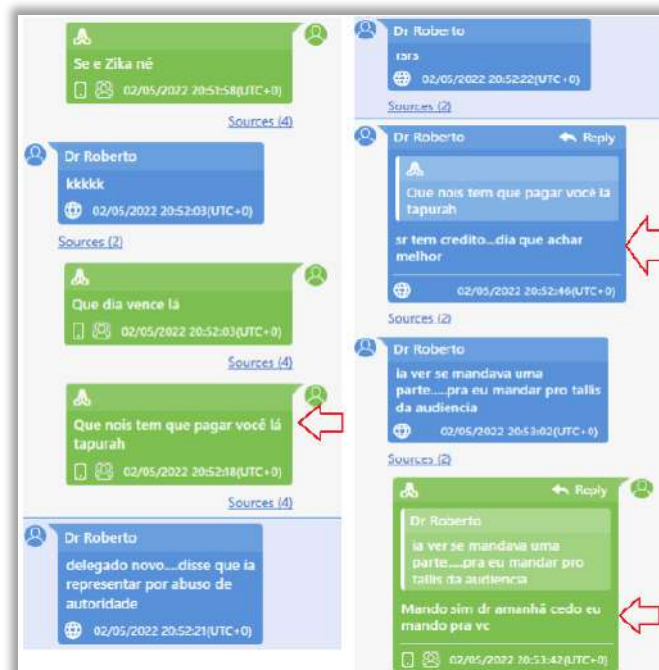 Se e Zika né
02/05/2022 20:51:58(UTC+0)
Sources (4)
Dr Roberto
kkkkk
02/05/2022 20:52:03(UTC+0)
Sources (2)
Que dia vence lá
02/05/2022 20:52:03(UTC+0)
Sources (4)
Que nois tem que pagar você lá
tapurah
02/05/2022 20:52:18(UTC+0)
Sources (4)
Dr Roberto
delegado novo....disse que ia
representar por abuso de
autoridade
02/05/2022 20:52:21(UTC+0)
Dr Roberto
rsrs
02/05/2022 20:52:22(UTC+0)
Sources (2)
Dr Roberto
Reply
Que nois tem que pagar você lá
tapurah
sr tem credito...dia que achar
melhor
02/05/2022 20:52:46(UTC+0)
Sources (2)
Dr Roberto
ia ver se mandava uma
parte.....pra eu mandar pro tallis
da audiencia
02/05/2022 20:53:02(UTC+0)
Sources (2)
Reply
Dr Roberto
ia ver se mandava uma
parte.....pra eu mandar pro
tallis da audiencia
Mando sim dr amanhã cedo eu
mando pra vc
02/05/2022 20:53:42(UTC+0)